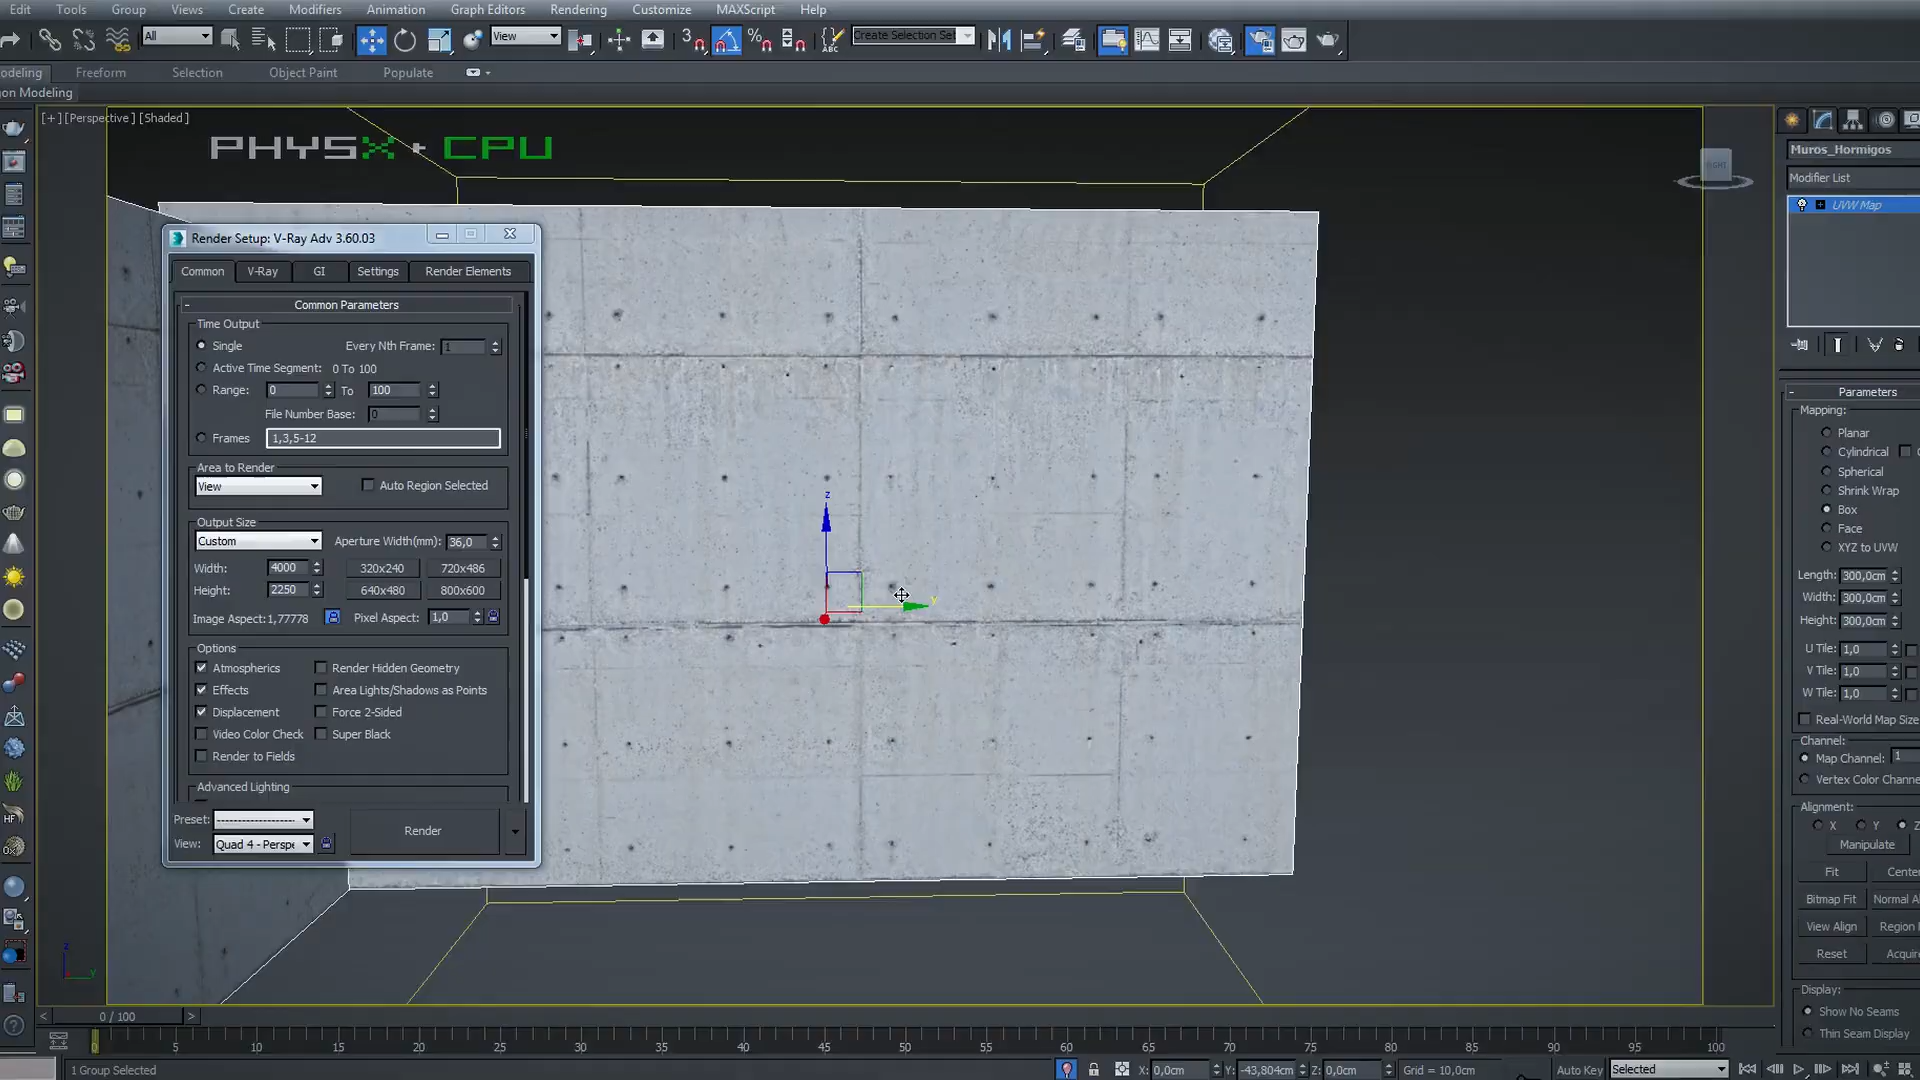 Edit Tools Group Views Create Modifiers Animation Graph Editors Rendering Customize MAXScript Help
All View 3 % ABC Create Selection Se
odeling Freeform Selection Object Paint Populate
on Modeling
[+] [Perspective] [Shaded]
PHYSX + CPU
RIGHT
Muros_Hormigos
Modifier List
UVW Map
Render Setup: V-Ray Adv 3.60.03
Common V-Ray GI Settings Render Elements
- Common Parameters
Time Output
Single Every Nth Frame: 1
Active Time Segment: 0 To 100
Range: 0 To 100
File Number Base: 0
Frames 1,3,5-12
Area to Render
View Auto Region Selected
Output Size
Custom Aperture Width(mm): 36,0
Width: 4000 320x240 720x486
Height: 2250 640x480 800x600
Image Aspect: 1,77778 Pixel Aspect: 1,0
Options
Atmospherics Render Hidden Geometry
Effects Area Lights/Shadows as Points
Displacement Force 2-Sided
Video Color Check Super Black
Render to Fields
Advanced Lighting
Preset: --------------------
View: Quad 4 - Perspe Render
z
y
z
y
HF
- Parameters
Mapping:
Planar
Cylindrical
Spherical
Shrink Wrap
Box
Face
XYZ to UVW
Length: 300,0cm
Width: 300,0cm
Height: 300,0cm
U Tile: 1,0
V Tile: 1,0
W Tile: 1,0
Real-World Map Size
Channel:
Map Channel: 1
Vertex Color Channe
Alignment:
X Y Z
Manipulate
Fit Center
Bitmap Fit Normal Al
View Align Region
Reset Acquire
Display:
Show No Seams
Thin Seam Display
< 0 / 100 >
5 10 15 20 25 30 35 40 45 50 55 60 65 70 75 80 85 90 95 100
1 Group Selected X: 0,0cm Y: -43,804cm Z: 0,0cm Grid = 10,0cm Auto Key Selected